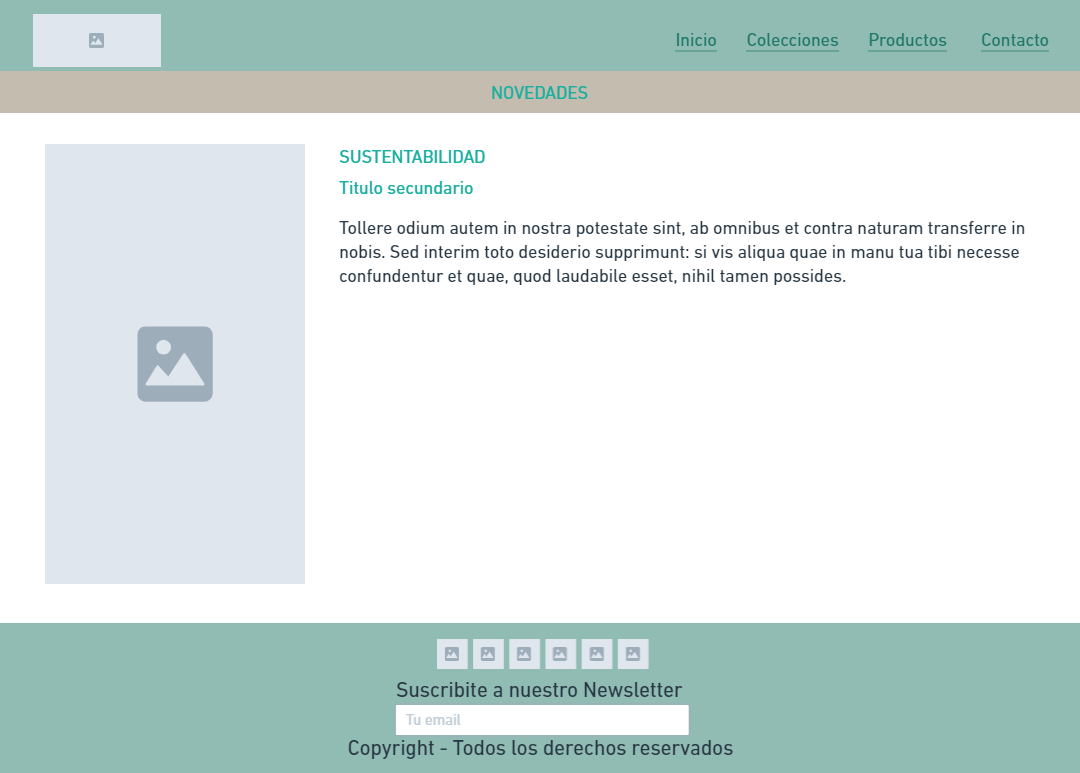 Inicio Colecciones Productos Contacto
NOVEDADES
SUSTENTABILIDAD
Titulo secundario
Tollere odium autem in nostra potestate sint, ab omnibus et contra naturam transferre in
nobis. Sed interim toto desiderio supprimunt: si vis aliqua quae in manu tua tibi necesse
confundentur et quae, quod laudabile esset, nihil tamen possides.
Suscribite a nuestro Newsletter
Tu email
Copyright - Todos los derechos reservados